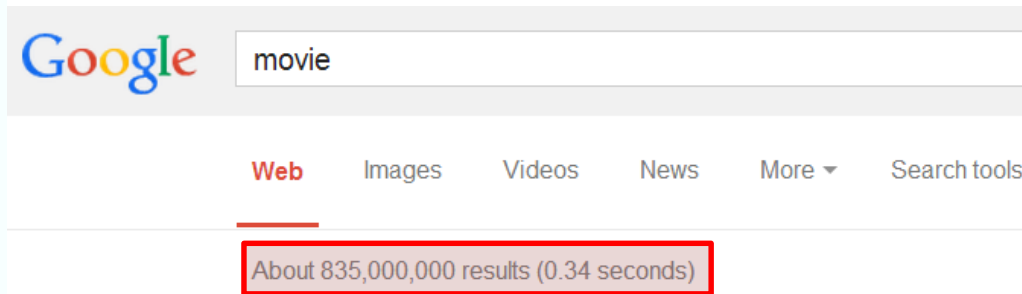 Google movie
Web Images Videos News More Search tools
About 835,000,000 results (0.34 seconds)